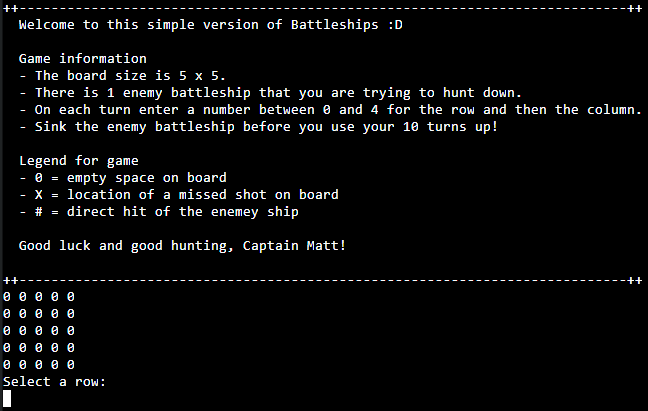 ++----------------------------------------------------------------------------++
Welcome to this simple version of Battleships :D
Game information
- The board size is 5 x 5.
- There is 1 enemy battleship that you are trying to hunt down.
- On each turn enter a number between 0 and 4 for the row and then the column.
- Sink the enemy battleship before you use your 10 turns up!
Legend for game
- 0 = empty space on board
- X = location of a missed shot on board
- # = direct hit of the enemey ship
Good luck and good hunting, Captain Matt!
++----------------------------------------------------------------------------++
0 0 0 0 0
0 0 0 0 0
0 0 0 0 0
0 0 0 0 0
0 0 0 0 0
Select a row: